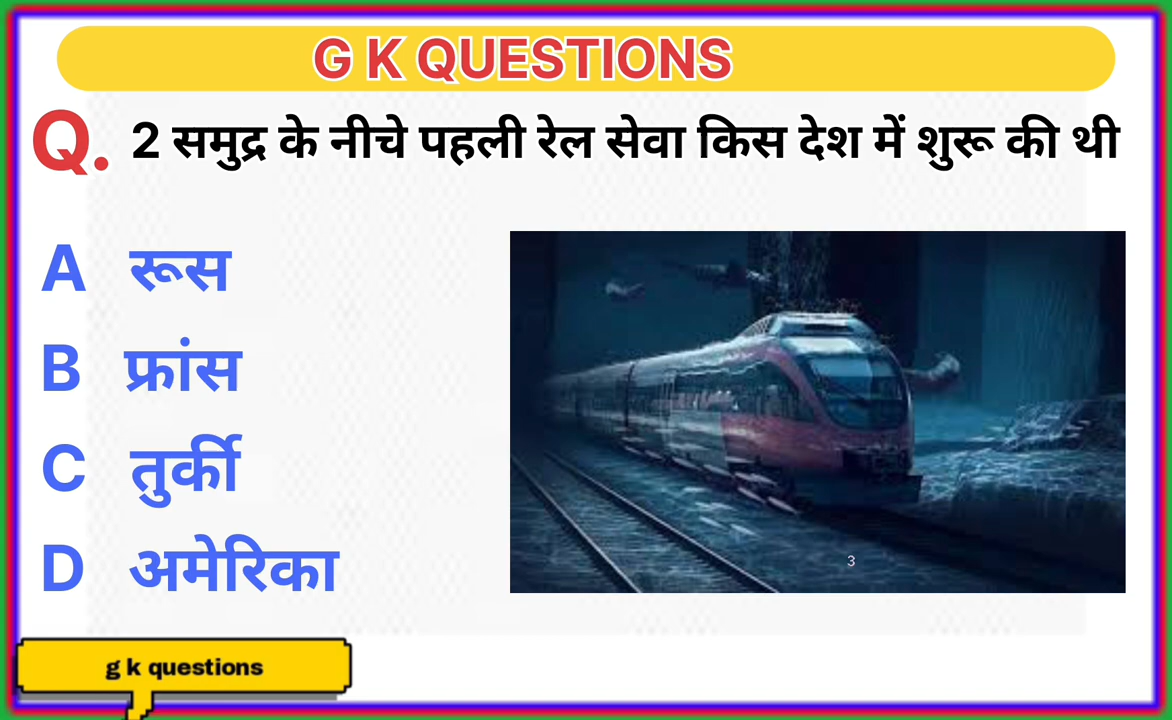 G K QUESTIONS
Q. 2 समुद्र के नीचे पहली रेल सेवा किस देश में शुरू की थी
A रूस
B फ्रांस
C तुर्की
D अमेरिका
3
g k questions